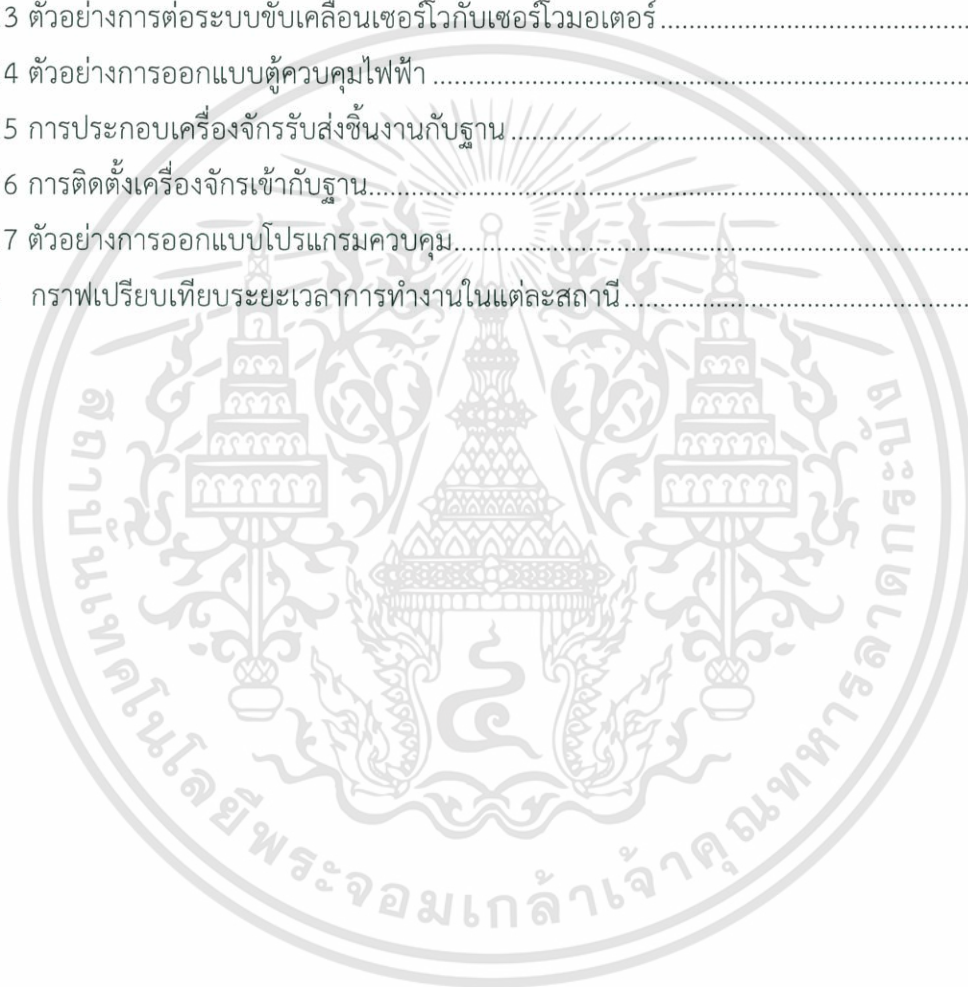 3 ตัวอย่างการต่อระบบขับเคลื่อนเซอร์โวกับเซอร์โวมอเตอร์........................................
4 ตัวอย่างการออกแบบตู้ควบคุมไฟฟ้า........................................
5 การประกอบเครื่องจักรรับส่งชิ้นงานกับฐาน........................................
6 การติดตั้งเครื่องจักรเข้ากับฐาน........................................
7 ตัวอย่างการออกแบบโปรแกรมควบคุม........................................
กราฟเปรียบเทียบระยะเวลาการทำงานในแต่ละสถานี........................................
สถาบันเทคโนโลยีพระจอมเกล้าเจ้าคุณทหารลาดกระบัง
๔